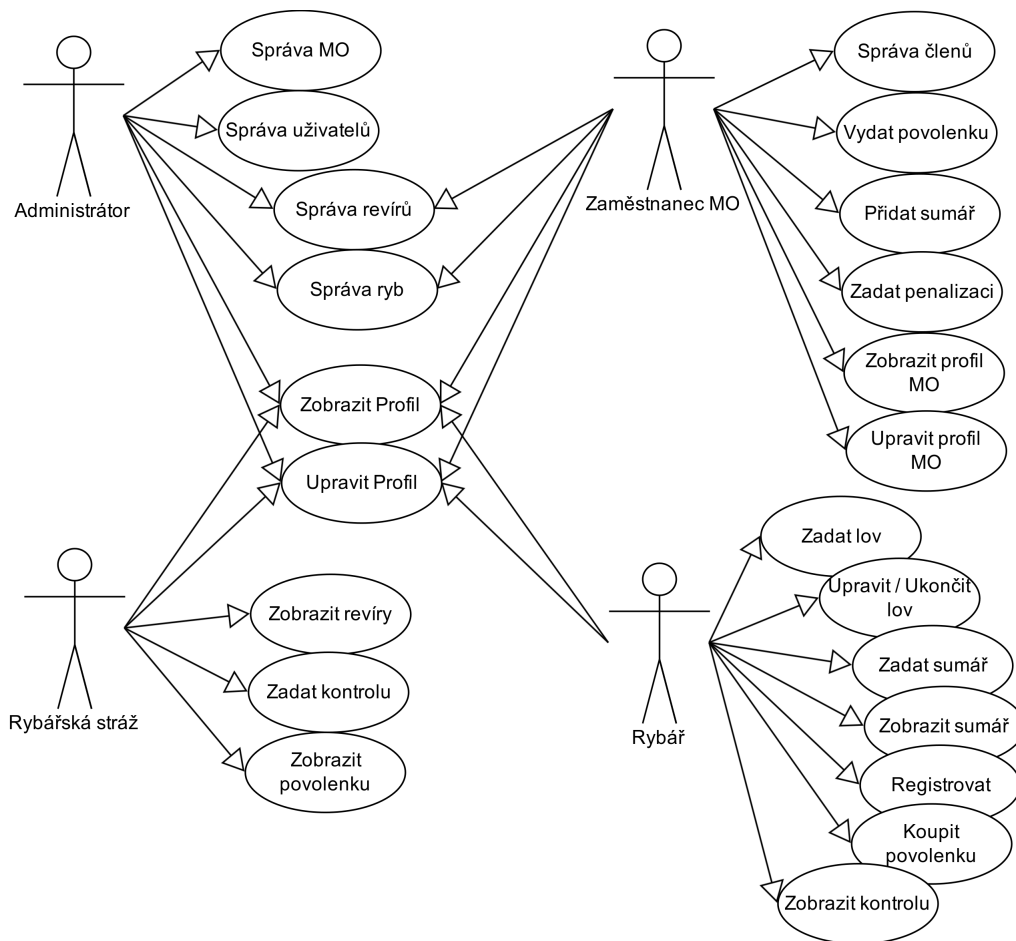 Správa MO
Správa uživatelů
Správa revírů
Správa ryb
Administrátor
Správa členů
Vydat povolenku
Přidat sumář
Zadat penalizaci
Zobrazit profil
MO
Upravit profil
MO
Zaměstnanec MO
Zobrazit Profil
Upravit Profil
Zobrazit revíry
Zadat kontrolu
Zobrazit
povolenku
Rybářská stráž
Zadat lov
Upravit / Ukončit
lov
Zadat sumář
Zobrazit sumář
Registrovat
Koupit
povolenku
Zobrazit kontrolu
Rybář